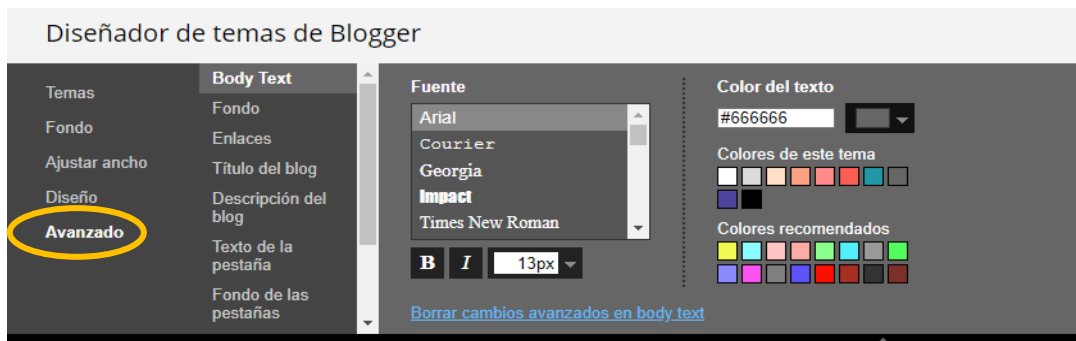 Diseñador de temas de Blogger
Temas
Fondo
Ajustar ancho
Diseño
Avanzado
Body Text
Fondo
Enlaces
Título del blog
Descripción del
blog
Texto de la
pestaña
Fondo de las
pestañas
Fuente
Arial
Courier
Georgia
Impact
Times New Roman
B I 13px
Borrar cambios avanzados en body text
Color del texto
#666666
Colores de este tema
Colores recomendados